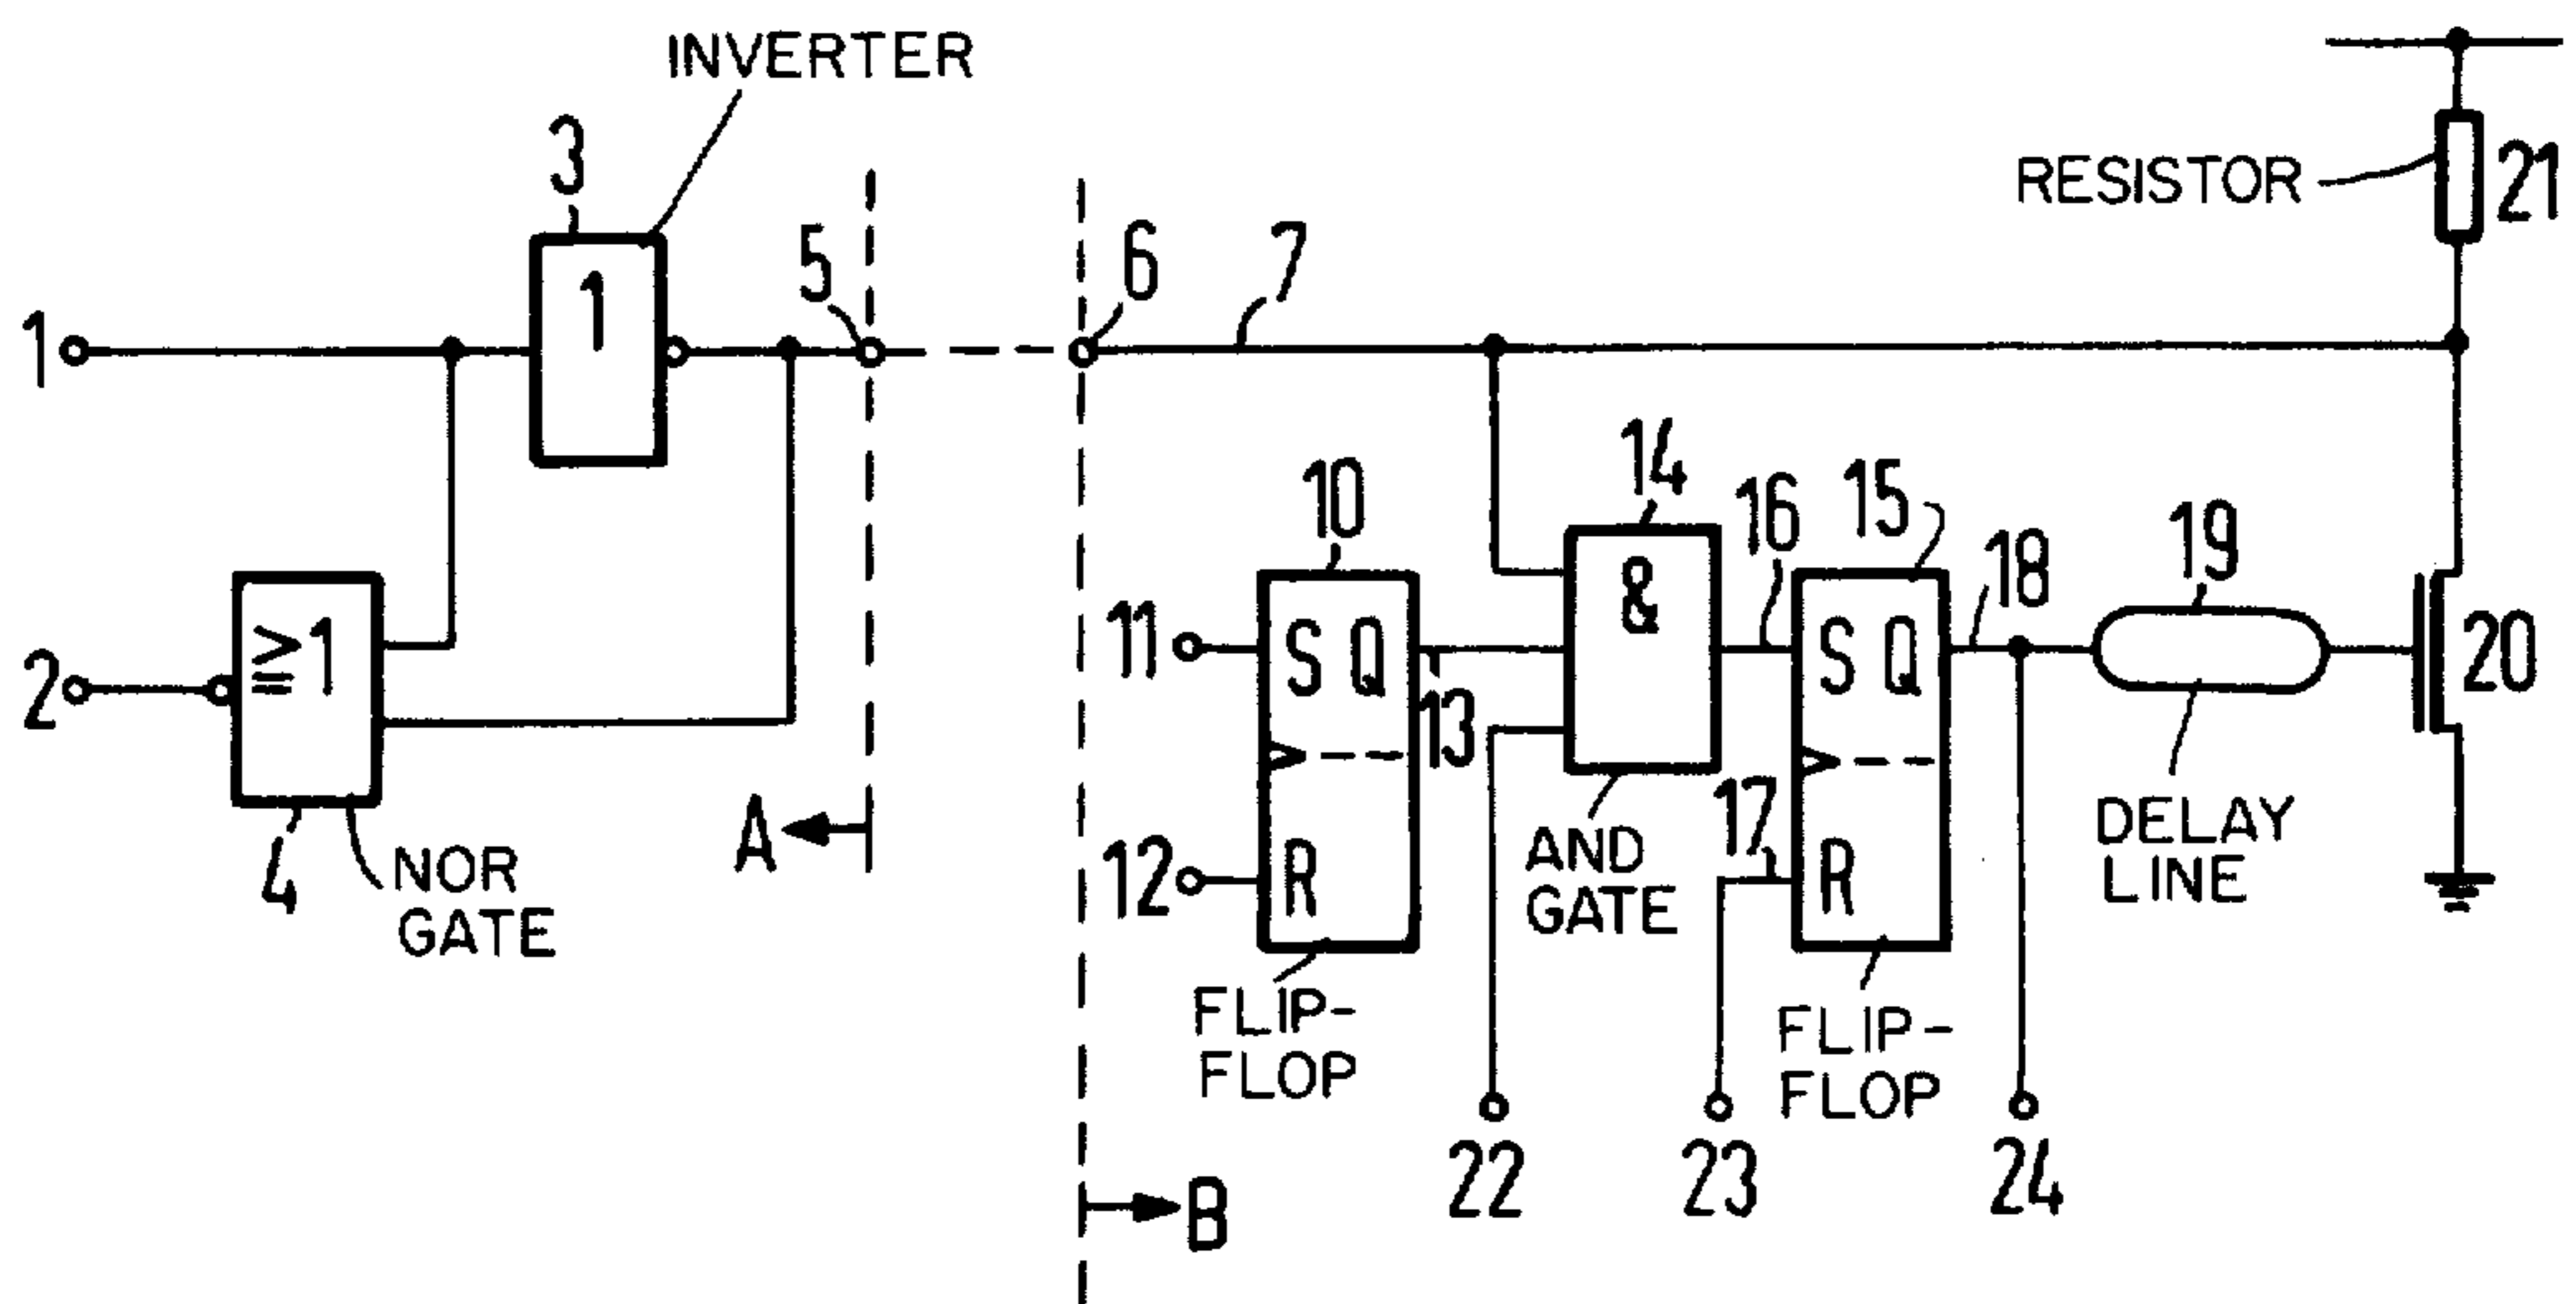 INVERTER
3
1
5
6
7
RESISTOR
21
1
2
≥1
4
NOR
GATE
A
B
10
11
S Q
13
12
R
FLIP-
FLOP
14
&
AND
GATE
16
15
S Q
17
R
FLIP-
FLOP
18
19
DELAY
LINE
20
22
23
24